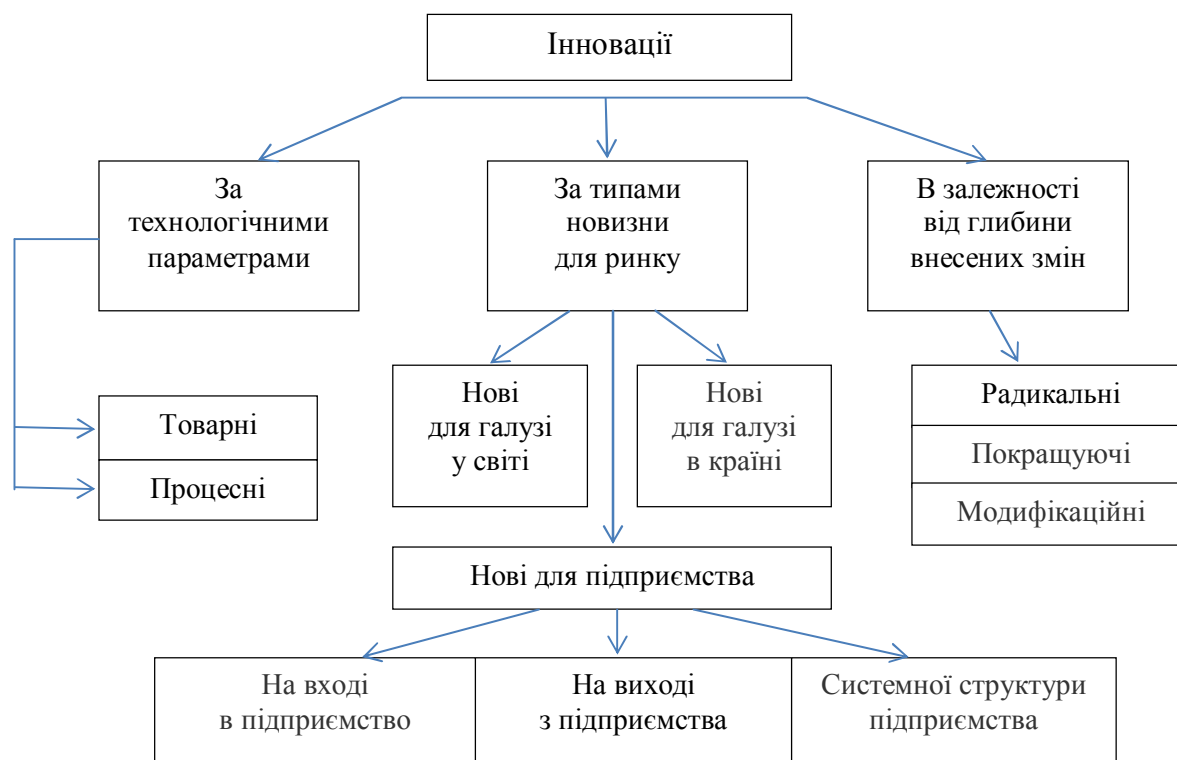 Інновації
За
технологічними
параметрами
За типами
новизни
для ринку
В залежності
від глибини
внесених змін
Товарні
Процесні
Нові
для галузі
у світі
Нові
для галузі
в країні
Радикальні
Покращуючі
Модифікаційні
Нові для підприємства
На вході
в підприємство
На виході
з підприємства
Системної структури
підприємства